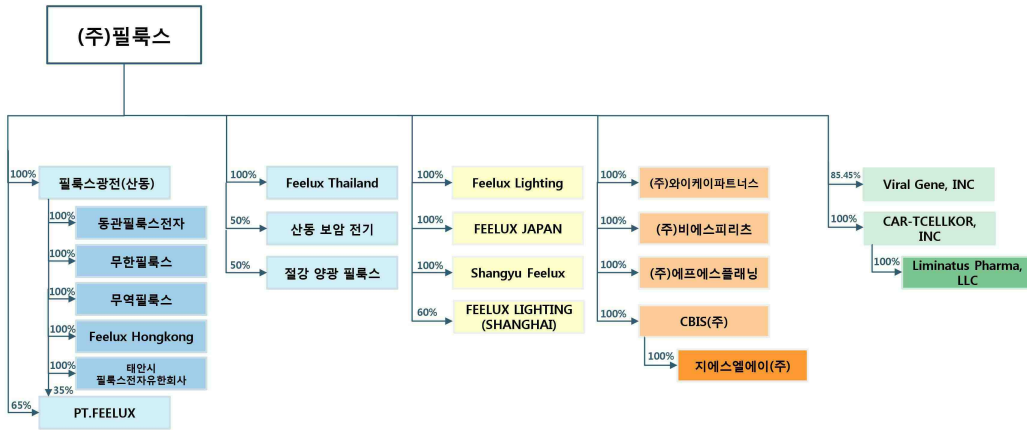 (주)필룩스
100%
필룩스광전(산동)
100%
동관필룩스전자
100%
무한필룩스
100%
무역필룩스
100%
Feelux Hongkong
100%
태안시
필룩스전자유한회사
35%
65%
PT.FEELUX
100%
Feelux Thailand
50%
산동 보암 전기
50%
절강 양광 필룩스
100%
Feelux Lighting
100%
FEELUX JAPAN
100%
Shangyu Feelux
60%
FEELUX LIGHTING
(SHANGHAI)
100%
(주)와이케이파트너스
100%
(주)비에스피리츠
100%
(주)에프에스플래닝
100%
CBIS(주)
100%
지에스엘에이(주)
85.45%
Viral Gene, INC
100%
CAR-TCELLKOR,
INC
100%
Liminatus Pharma,
LLC